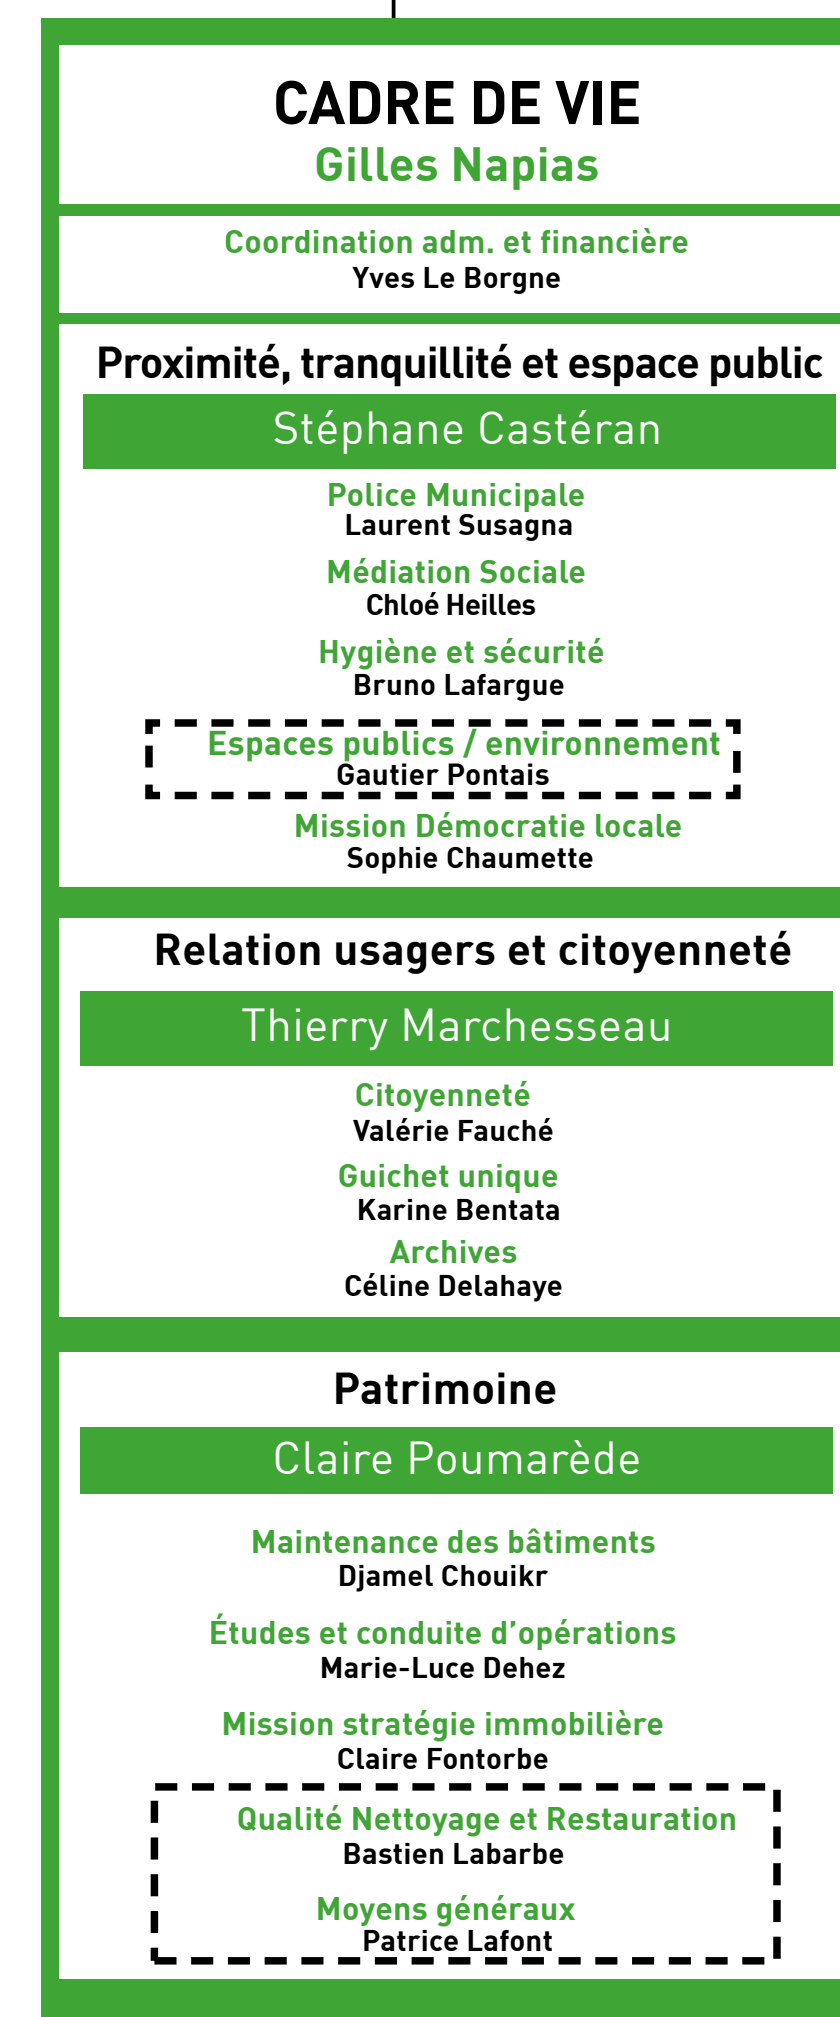 CADRE DE VIE
Gilles Napias
Coordination adm. et financière
Yves Le Borgne
Proximité, tranquillité et espace public
Stéphane Castéran
Police Municipale
Laurent Susagna
Médiation Sociale
Chloé Heilles
Hygiène et sécurité
Bruno Lafargue
Espaces publics / environnement
Gautier Pontais
Mission Démocratie locale
Sophie Chaumette
Relation usagers et citoyenneté
Thierry Marchesseau
Citoyenneté
Valérie Fauché
Guichet unique
Karine Bentata
Archives
Céline Delahaye
Patrimoine
Claire Poumarède
Maintenance des bâtiments
Djamel Chouikr
Études et conduite d’opérations
Marie-Luce Dehez
Mission stratégie immobilière
Claire Fontorbe
Qualité Nettoyage et Restauration
Bastien Labarbe
Moyens généraux
Patrice Lafont